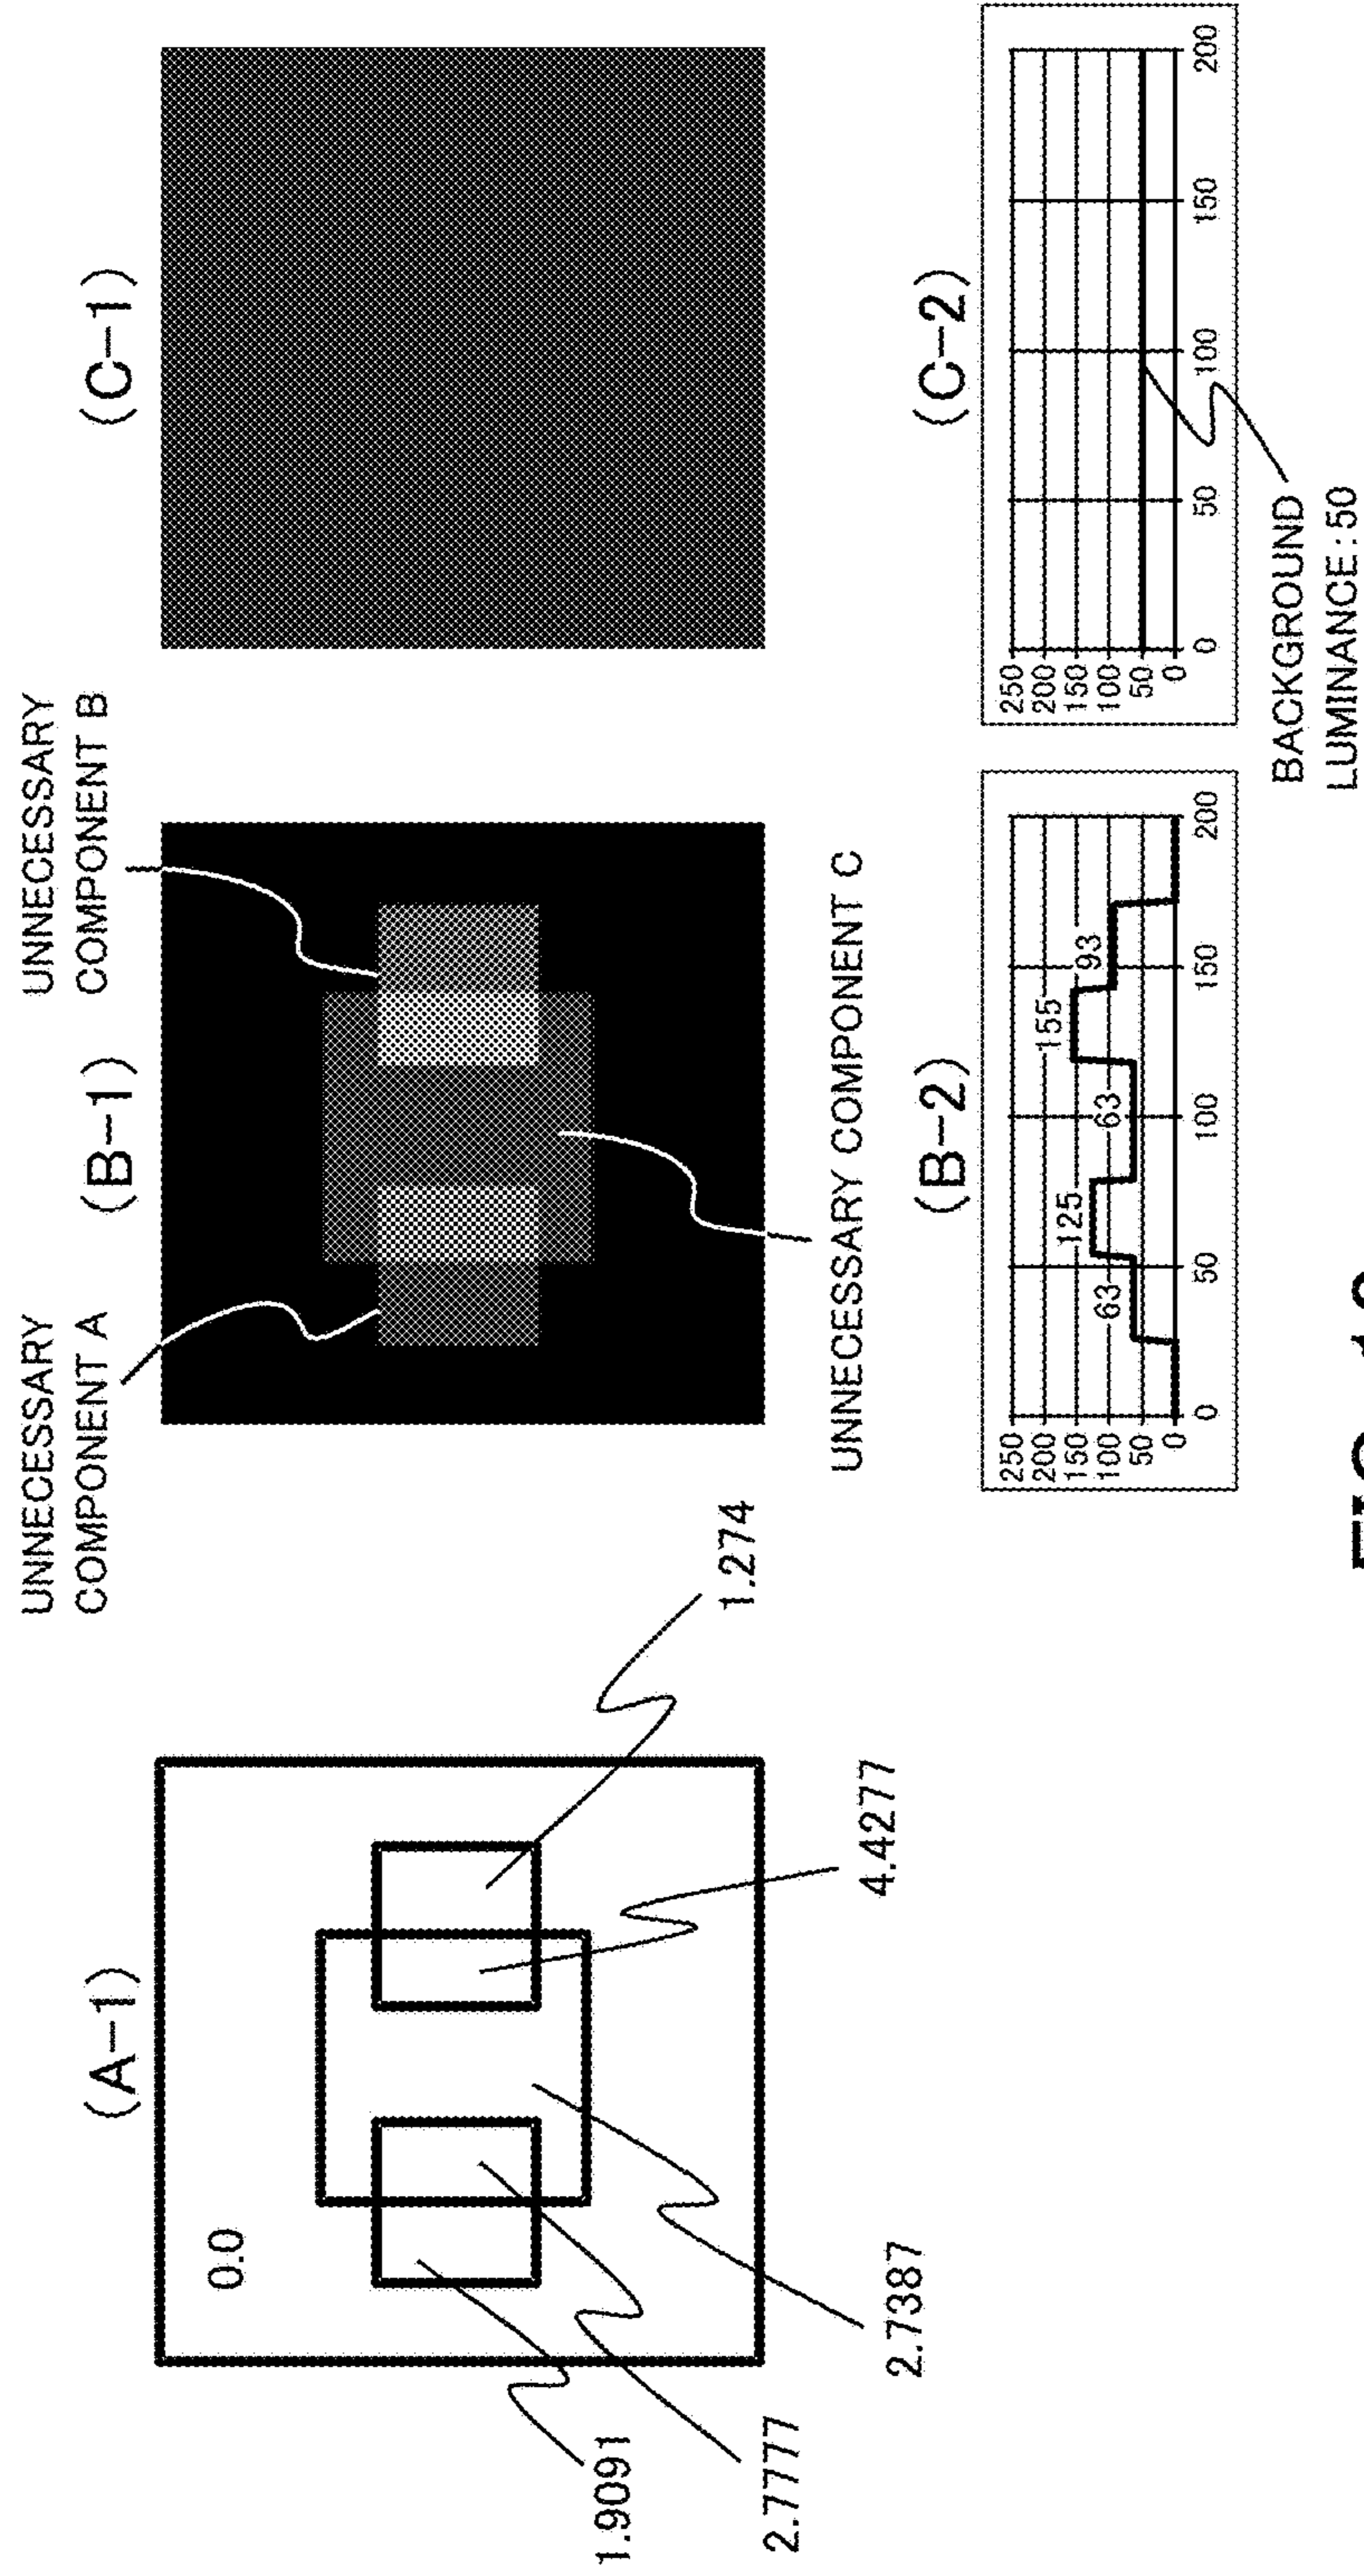 (A-1)
0.0
1.9091
2.7777
2.7387
4.4277
1.274
(B-1)
UNNECESSARY
COMPONENT A
UNNECESSARY
COMPONENT B
UNNECESSARY COMPONENT C
(B-2)
250
200
150
100
50
0
63
125
63
155
93
0
50
100
150
200
(C-1)
(C-2)
250
200
150
100
50
0
0
50
100
150
200
BACKGROUND
LUMINANCE:50